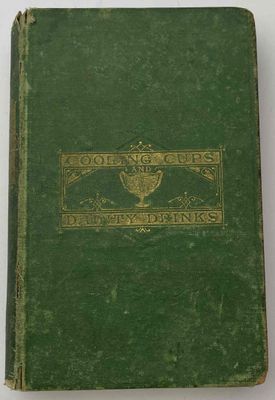 COOLING CUPS
AND
DAINTY DRINKS